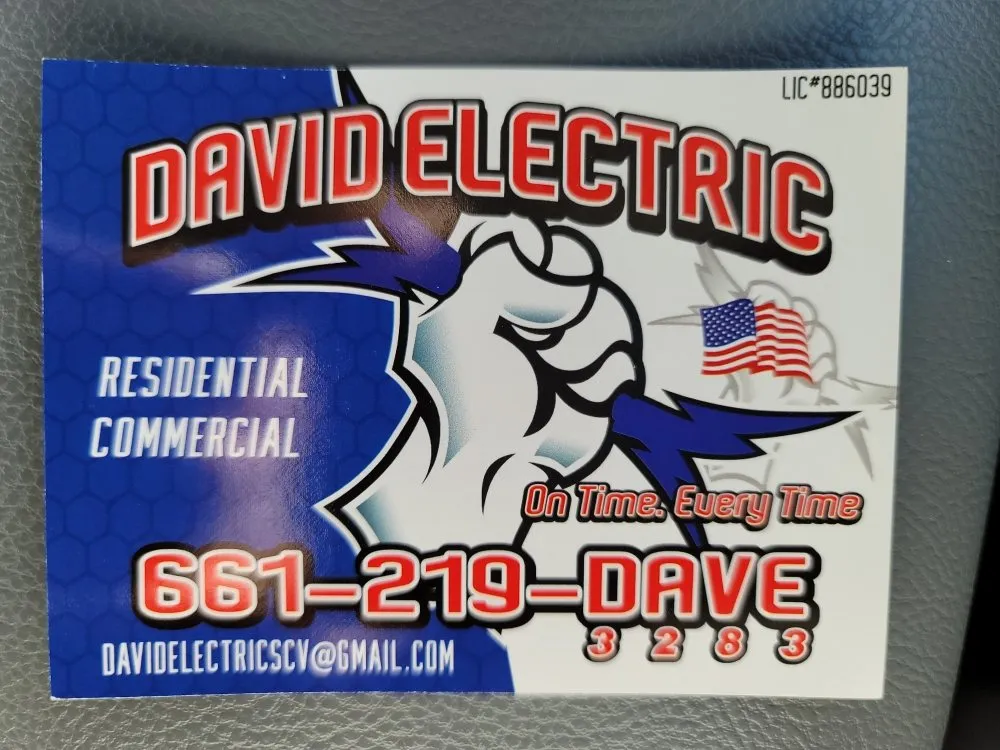 LIC#886039
DAVID ELECTRIC
RESIDENTIAL
COMMERCIAL
On Time. Every Time
661-219-DAVE
3 2 8 3
DAVIDELECTRICSCV@GMAIL.COM